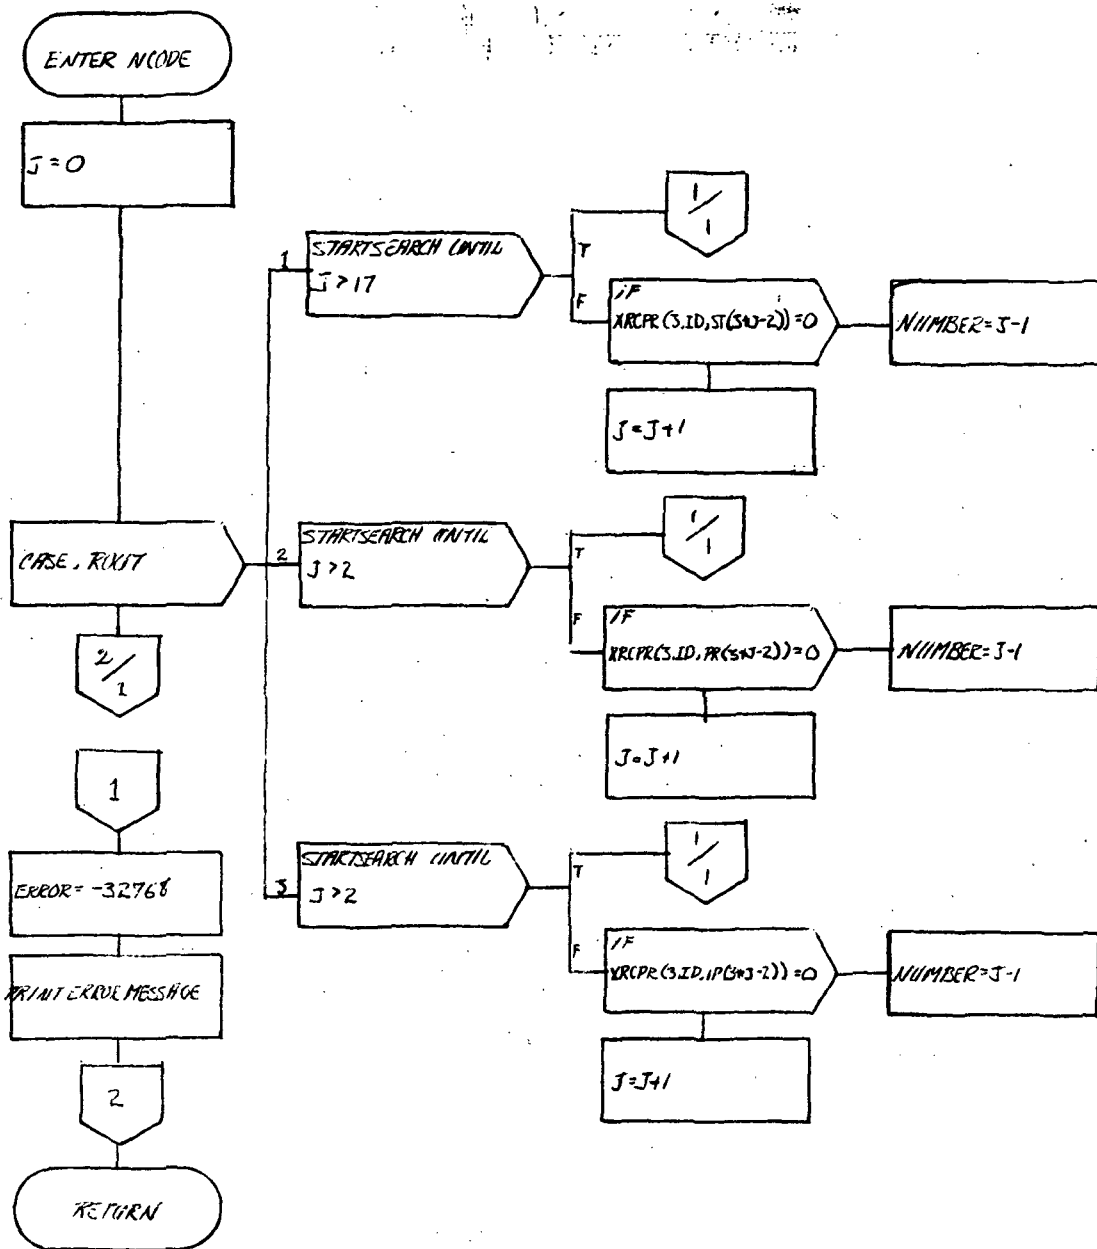 ENTER NCODE
J=0
1
STARTSEARCH UNTIL
J>17
T
1/1
F
IF
XRCPR(3,ID,ST(3*J-2))=0
NUMBER=J-1
J=J+1
CASE,
2
STARTSEARCH UNTIL
J>2
T
1/1
F
IF
XRCPR(3,ID,PR(3*J-2))=0
NUMBER=J-1
J=J+1
2/1
3
STARTSEARCH UNTIL
J>2
T
1/1
F
IF
XRCPR(3,ID,IP(3*J-2))=0
NUMBER=J-1
J=J+1
1
ERROR= -32768
PRINT ERROR MESSAGE
2
RETURN